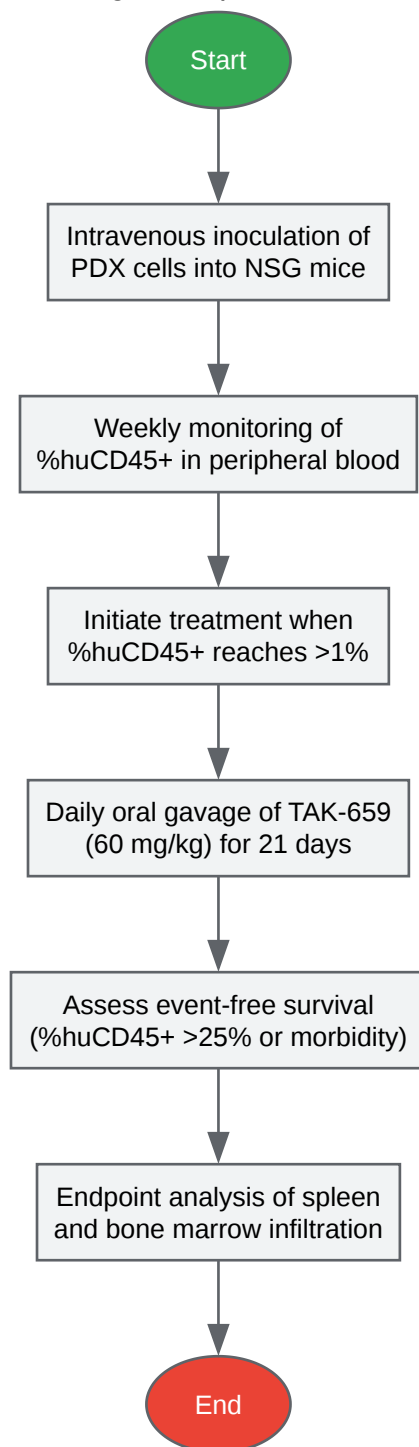 Start
Intravenous inoculation of
PDX cells into NSG mice
Weekly monitoring of
%huCD45+ in peripheral blood
Initiate treatment when
%huCD45+ reaches >1%
Daily oral gavage of TAK-659
(60 mg/kg) for 21 days
Assess event-free survival
(%huCD45+ >25% or morbidity)
Endpoint analysis of spleen
and bone marrow infiltration
End